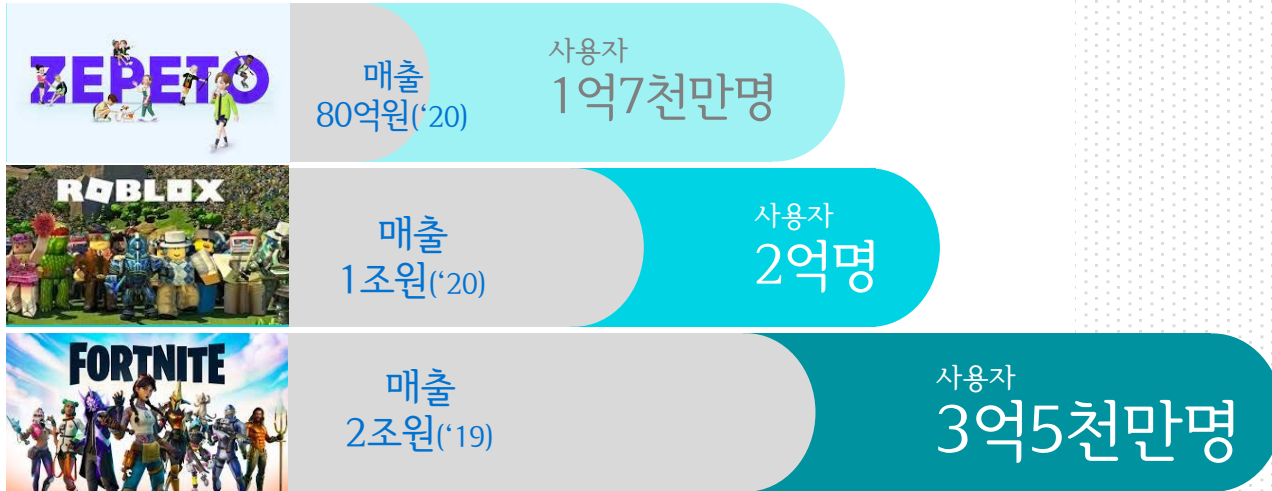 ZEPETO
매출
80억원(‘20)
사용자
1억7천만명
ROBLOX
매출
1조원(‘20)
사용자
2억명
FORTNITE
매출
2조원(‘19)
사용자
3억5천만명